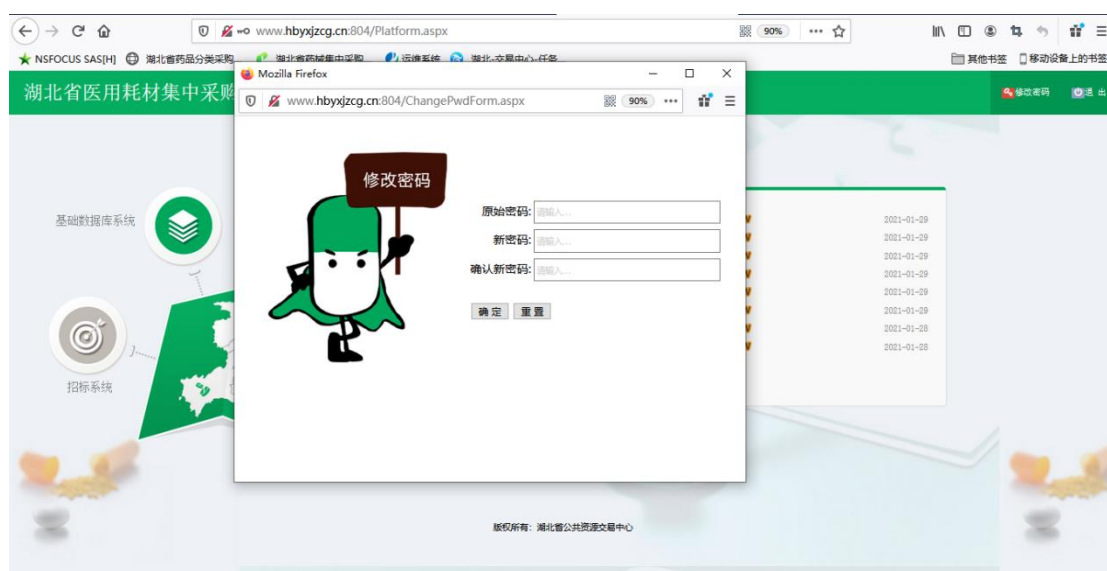 www.hbyxjzcg.cn:804/Platform.aspx
90%
NSFOCUS SAS[H]
湖北省药品分类采购
湖北省药械集中采购
运维系统
湖北-交易中心-任务
其他书签
移动设备上的书签
湖北省医用耗材集中采购
修改密码
退 出
Mozilla Firefox
www.hbyxjzcg.cn:804/ChangePwdForm.aspx
90%
修改密码
原始密码:
请输入...
新密码:
请输入...
确认新密码:
请输入...
确 定
重 置
基础数据库系统
招标系统
2021-01-29
2021-01-29
2021-01-29
2021-01-29
2021-01-29
2021-01-29
2021-01-28
2021-01-28
版权所有：湖北省公共资源交易中心